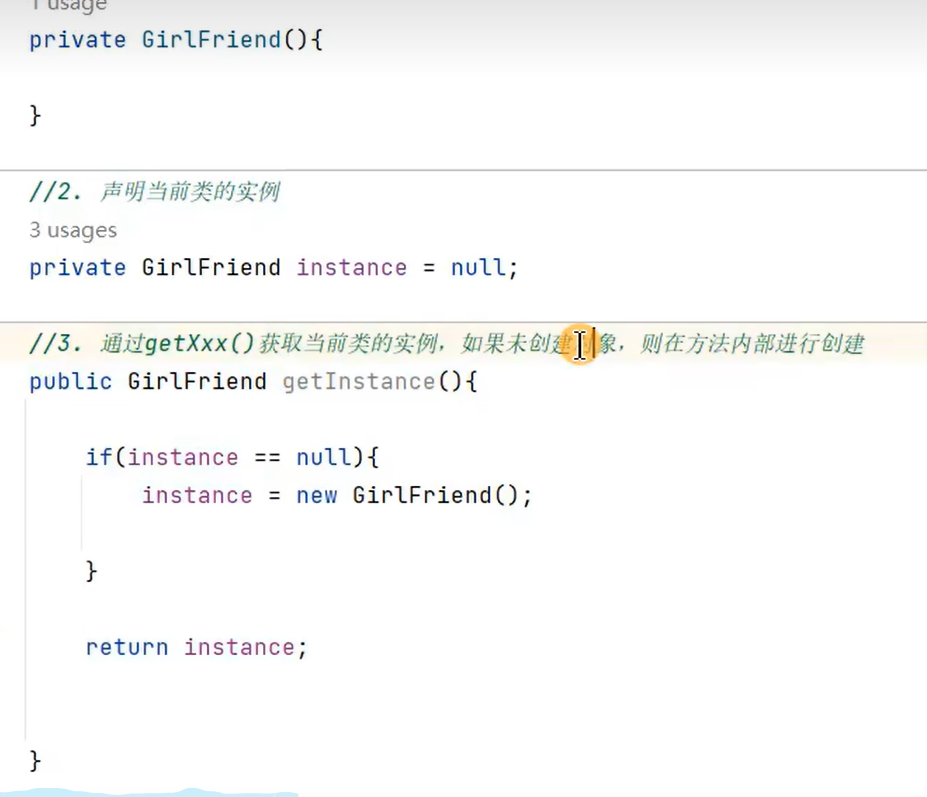 1 usage
private GirlFriend(){
}
//2. 声明当前类的实例
3 usages
private GirlFriend instance = null;
//3. 通过getXxx()获取当前类的实例，如果未创建对象，则在方法内部进行创建
public GirlFriend getInstance(){
if(instance == null){
instance = new GirlFriend();
}
return instance;
}